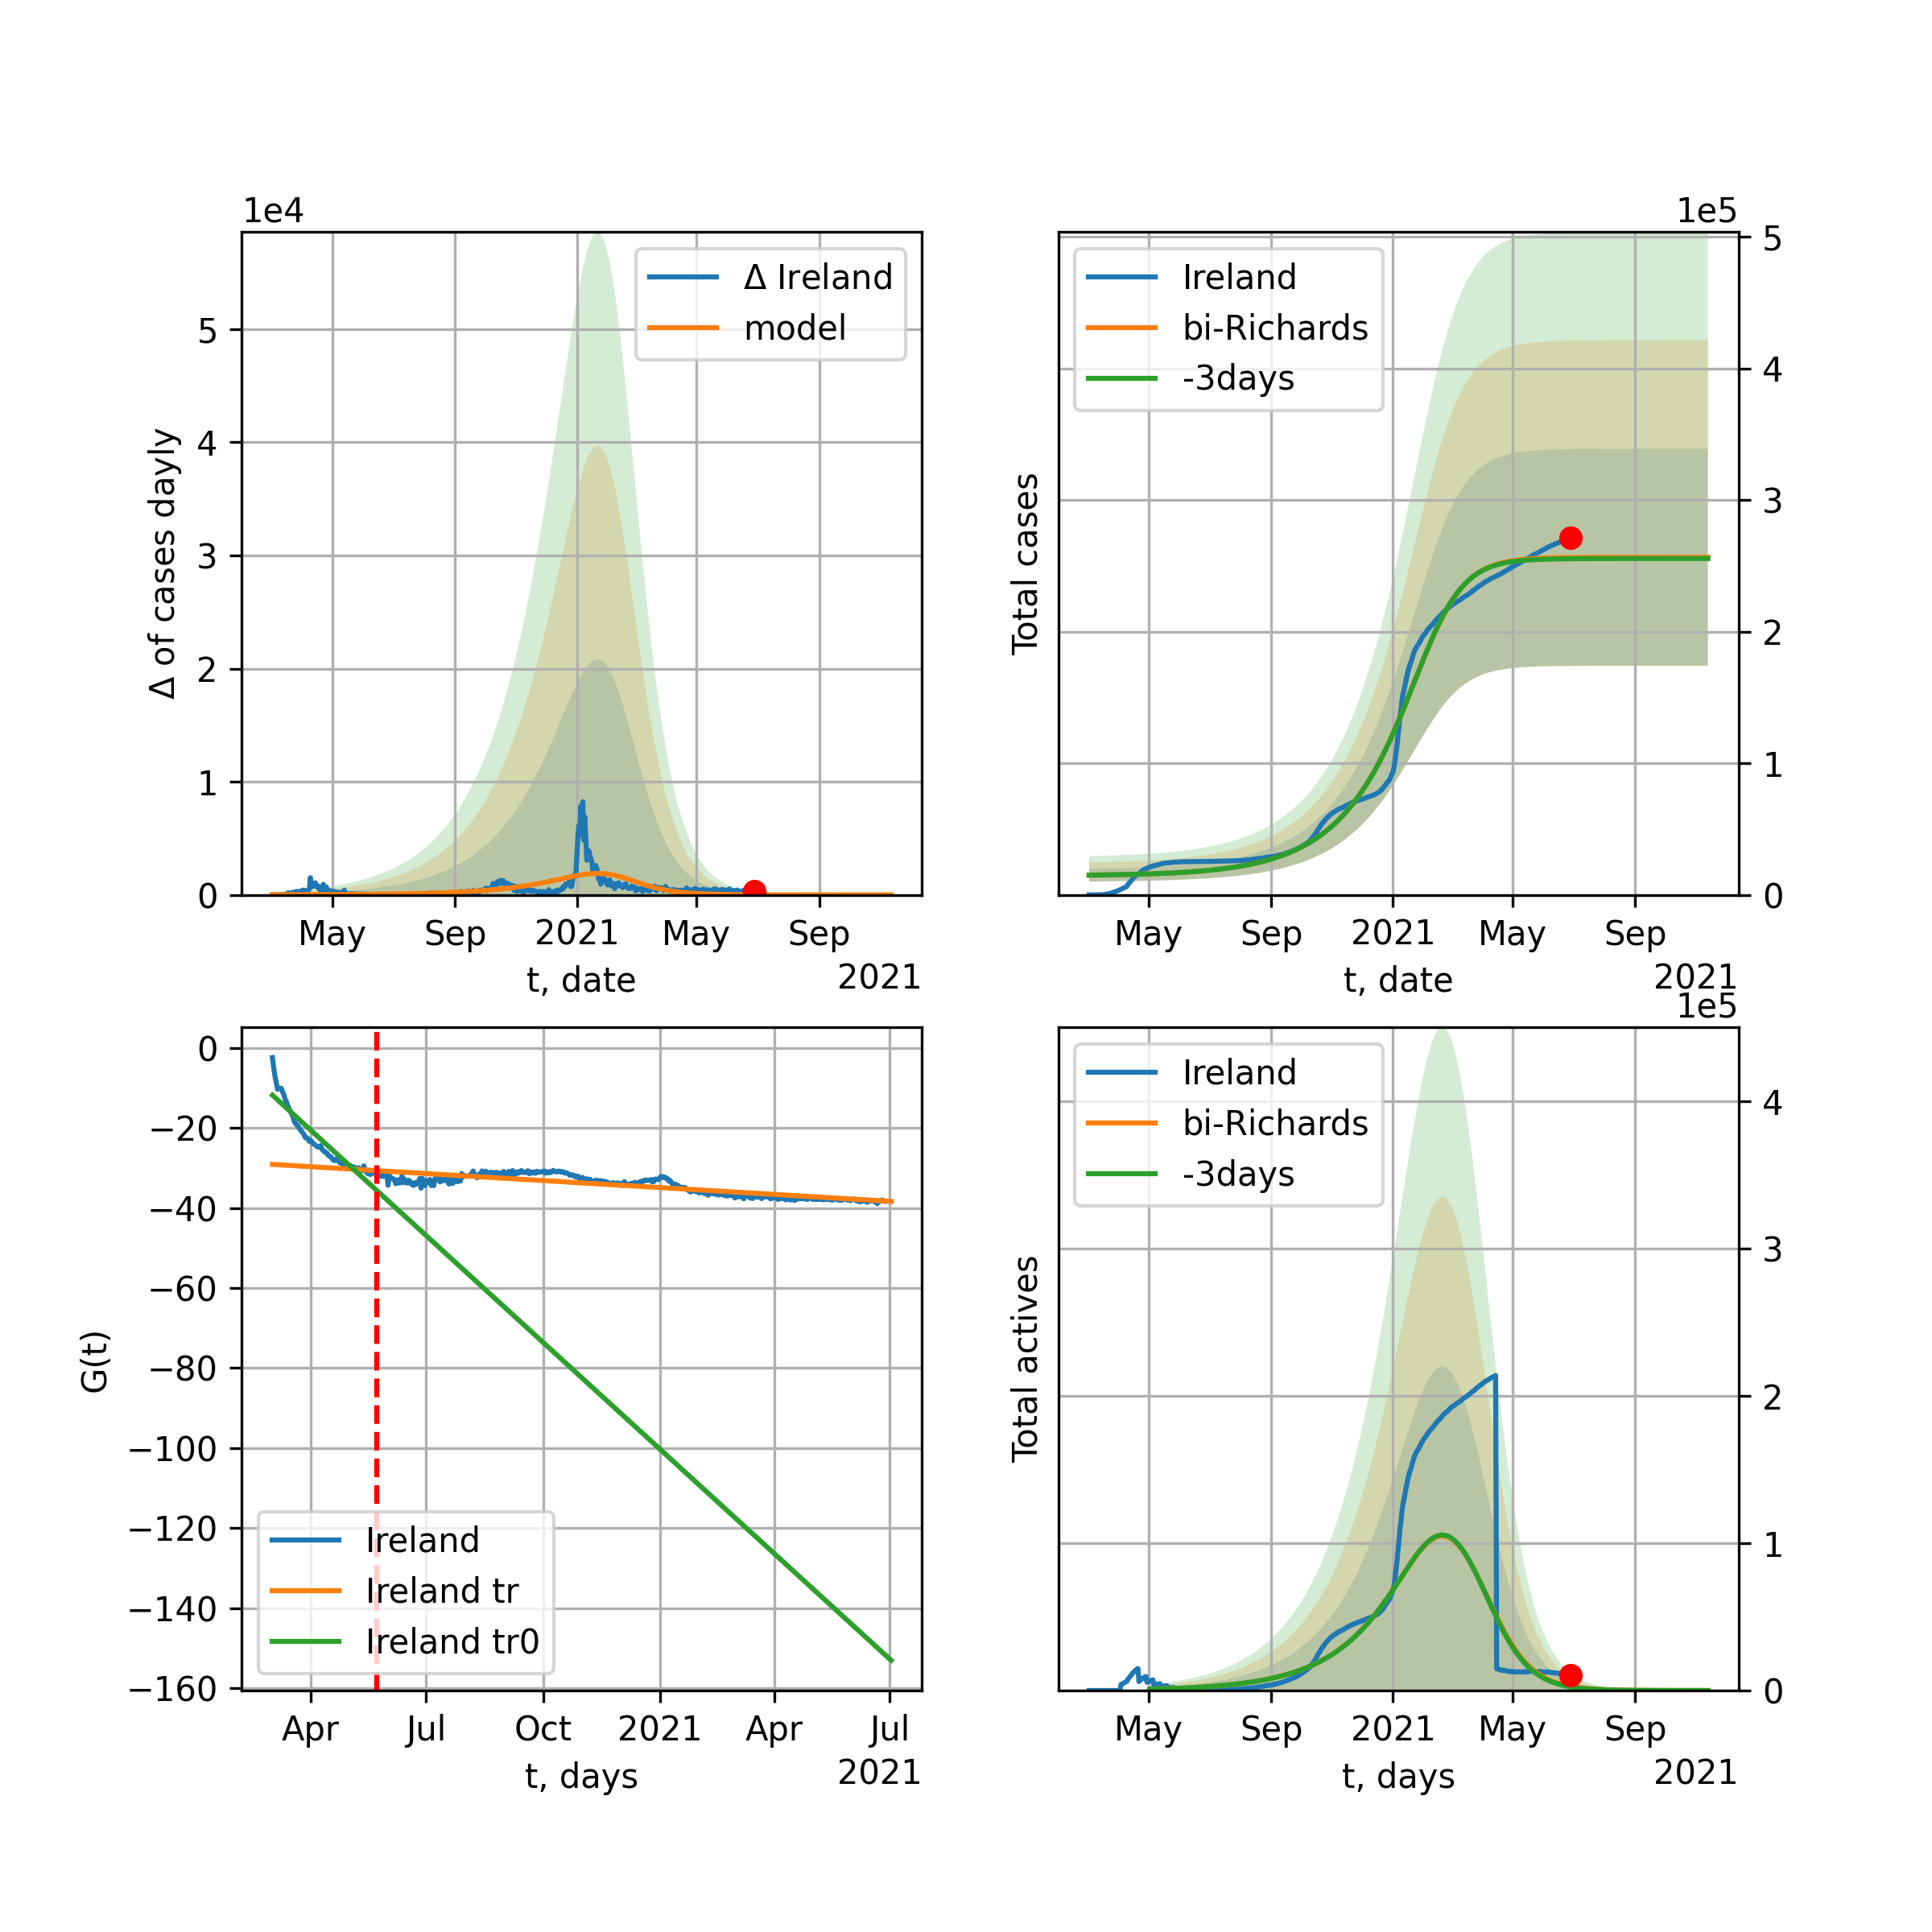 1e4
Δ of cases dayly
5
4
3
2
1
0
Δ Ireland
model
May
Sep
2021
May
Sep
t, date
2021
1e5
Total cases
Ireland
bi-Richards
-3days
5
4
3
2
1
0
May
Sep
2021
May
Sep
t, date
2021
G(t)
0
−20
−40
−60
−80
−100
−120
−140
−160
Ireland
Ireland tr
Ireland tr0
Apr
Jul
Oct
2021
Apr
Jul
t, days
2021
1e5
Total actives
Ireland
bi-Richards
-3days
4
3
2
1
0
May
Sep
2021
May
Sep
t, days
2021